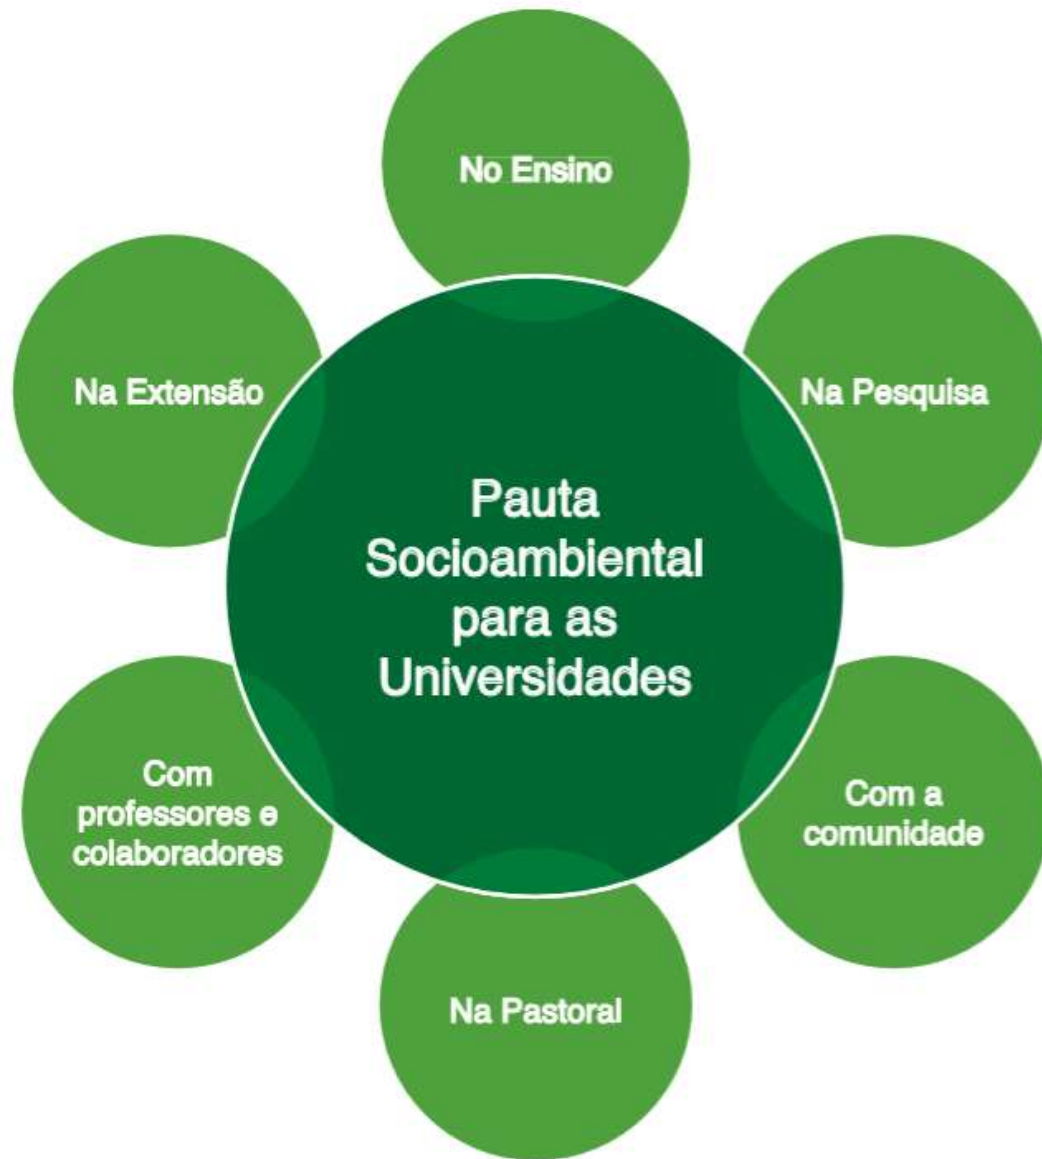 No Ensino
Na Extensão
Na Pesquisa
Pauta
Socioambiental
para as
Universidades
Com
professores e
colaboradores
Com a
comunidade
Na Pastoral